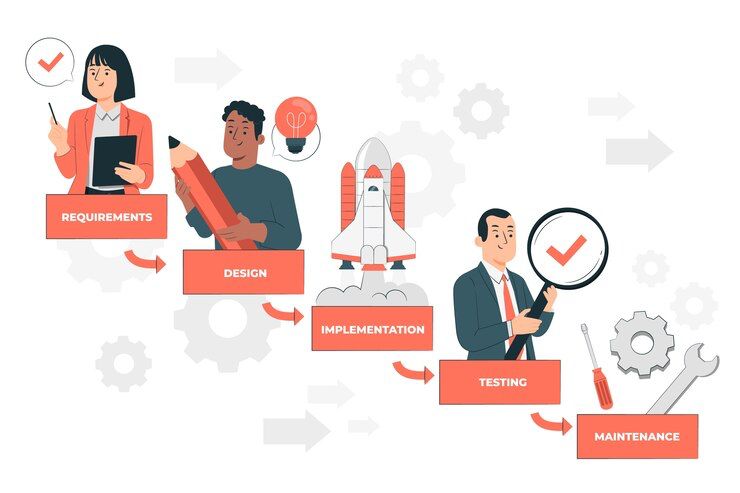 REQUIREMENTS
DESIGN
IMPLEMENTATION
TESTING
MAINTENANCE